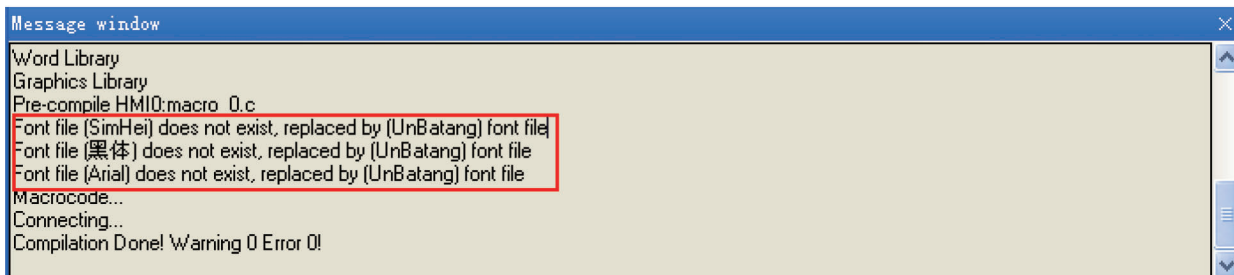 Message window
Word Library
Graphics Library
Pre-compile HMI0:macro_0.c
Font file (SimHei) does not exist, replaced by (UnBatang) font file
Font file (黑体) does not exist, replaced by (UnBatang) font file
Font file (Arial) does not exist, replaced by (UnBatang) font file
Macrocode...
Connecting...
Compilation Done! Warning 0 Error 0!